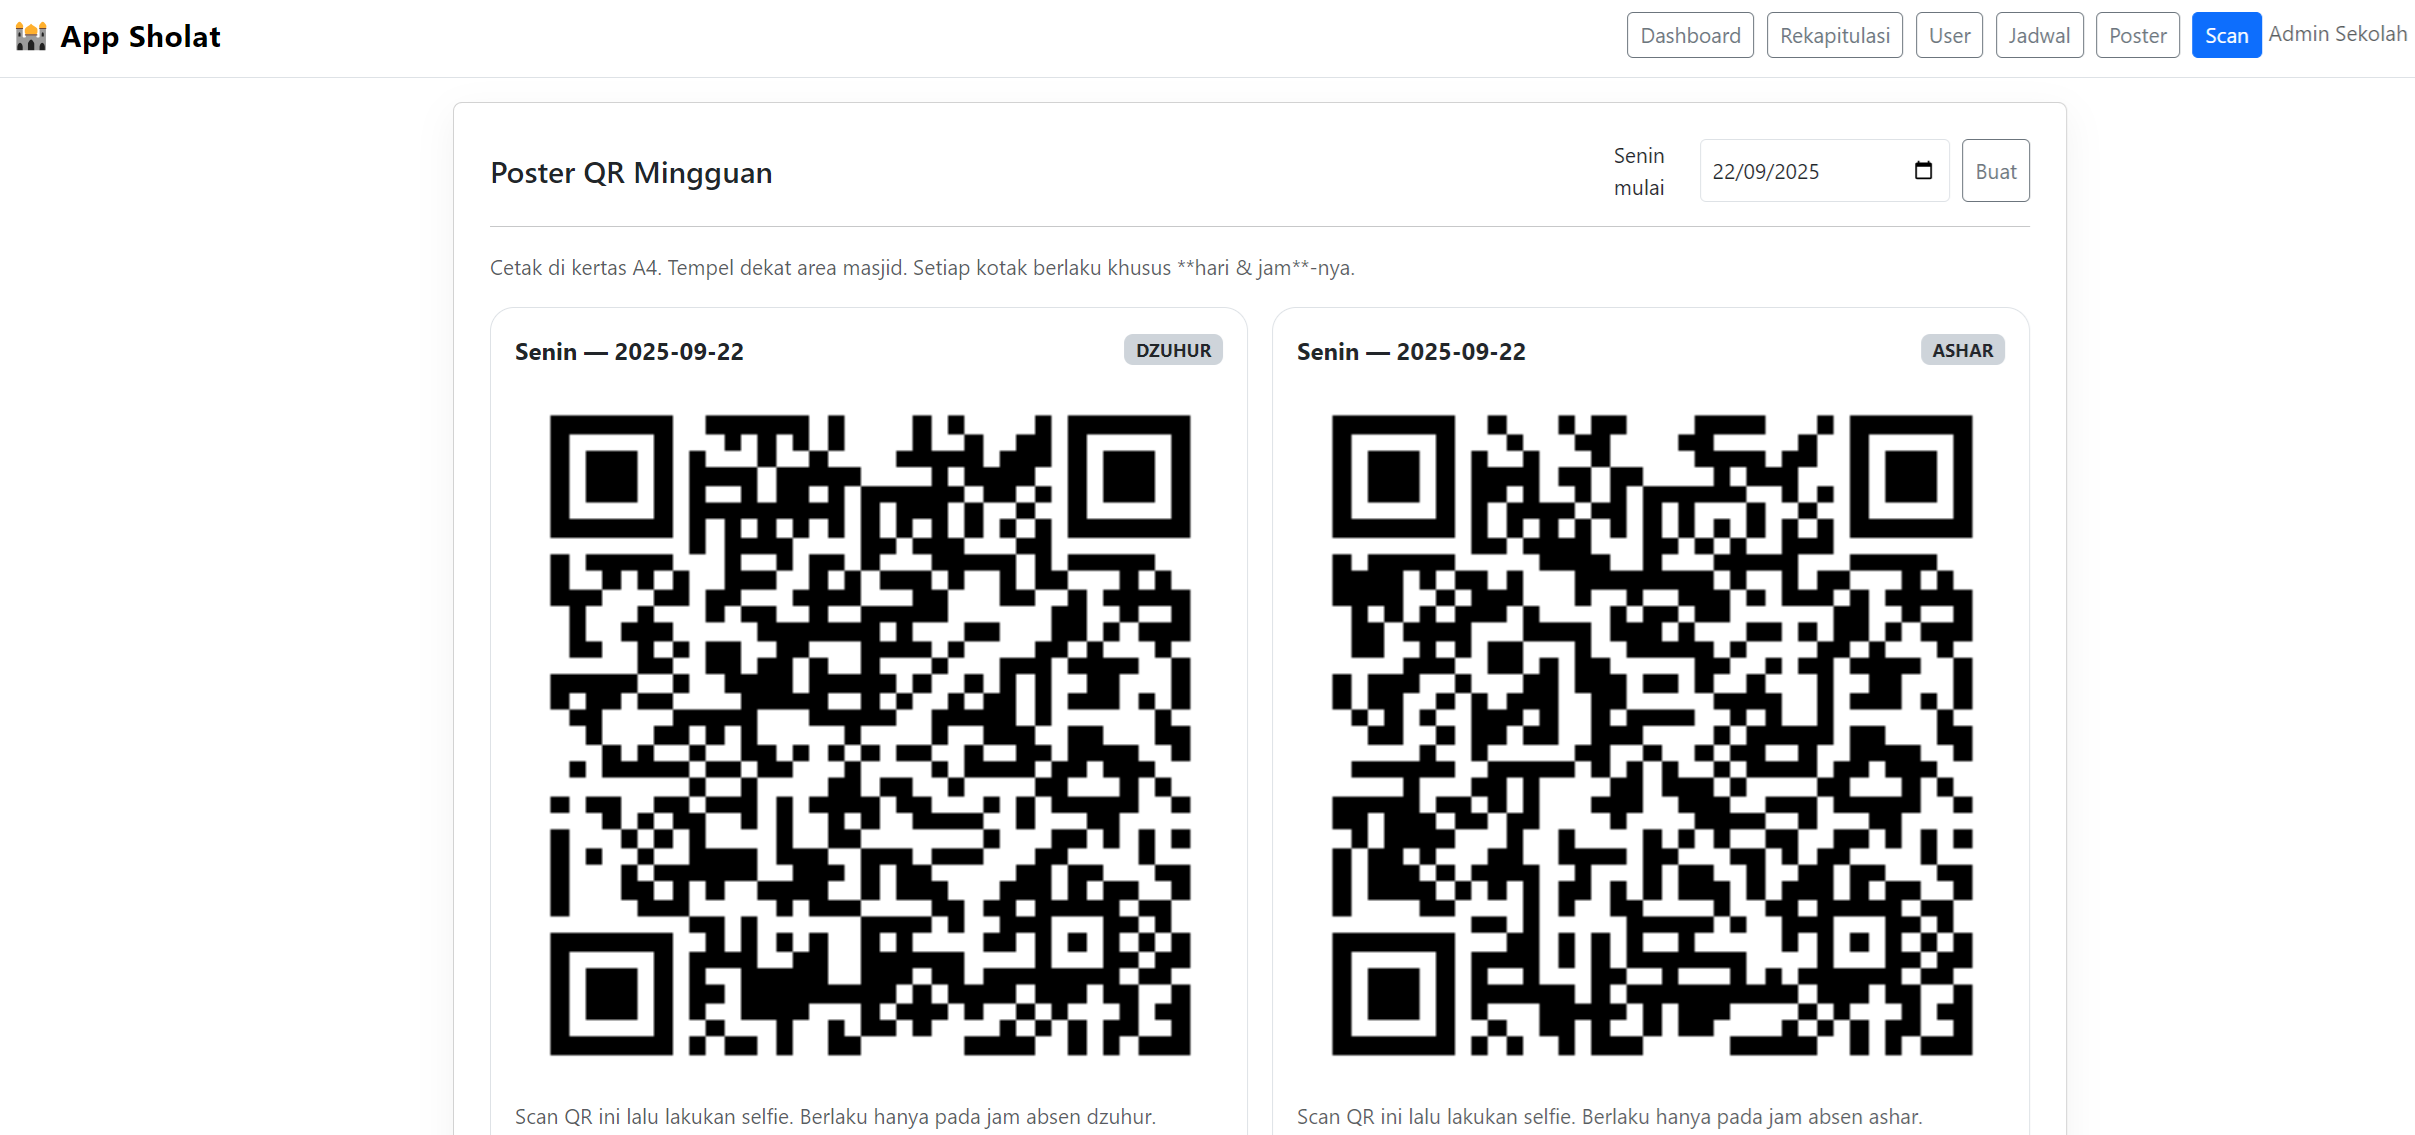 App Sholat
Dashboard
Rekapitulasi
User
Jadwal
Poster
Scan
Admin Sekolah
Poster QR Mingguan
Senin
mulai
22/09/2025
Buat
Cetak di kertas A4. Tempel dekat area masjid. Setiap kotak berlaku khusus **hari & jam**-nya.
Senin — 2025-09-22
DZUHUR
Scan QR ini lalu lakukan selfie. Berlaku hanya pada jam absen dzuhur.
Senin — 2025-09-22
ASHAR
Scan QR ini lalu lakukan selfie. Berlaku hanya pada jam absen ashar.